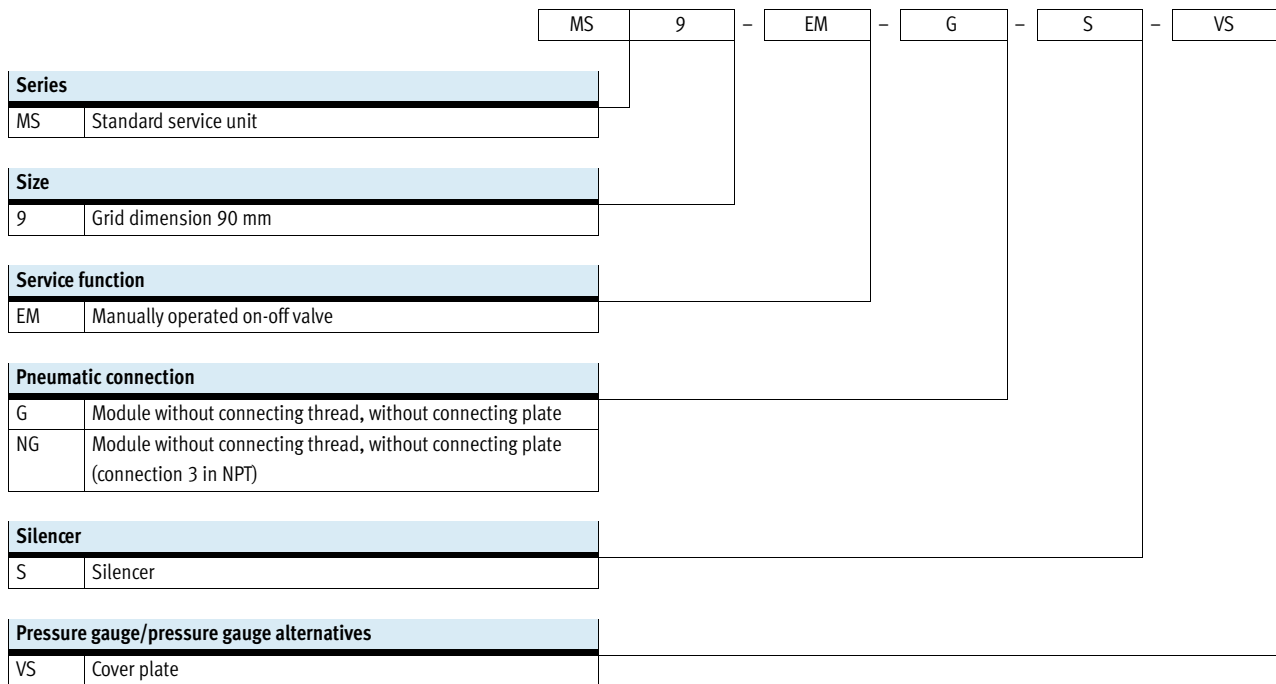 MS 9 – EM – G – S – VS
Series
MS Standard service unit
Size
9 Grid dimension 90 mm
Service function
EM Manually operated on-off valve
Pneumatic connection
G Module without connecting thread, without connecting plate
NG Module without connecting thread, without connecting plate
(connection 3 in NPT)
Silencer
S Silencer
Pressure gauge/pressure gauge alternatives
VS Cover plate